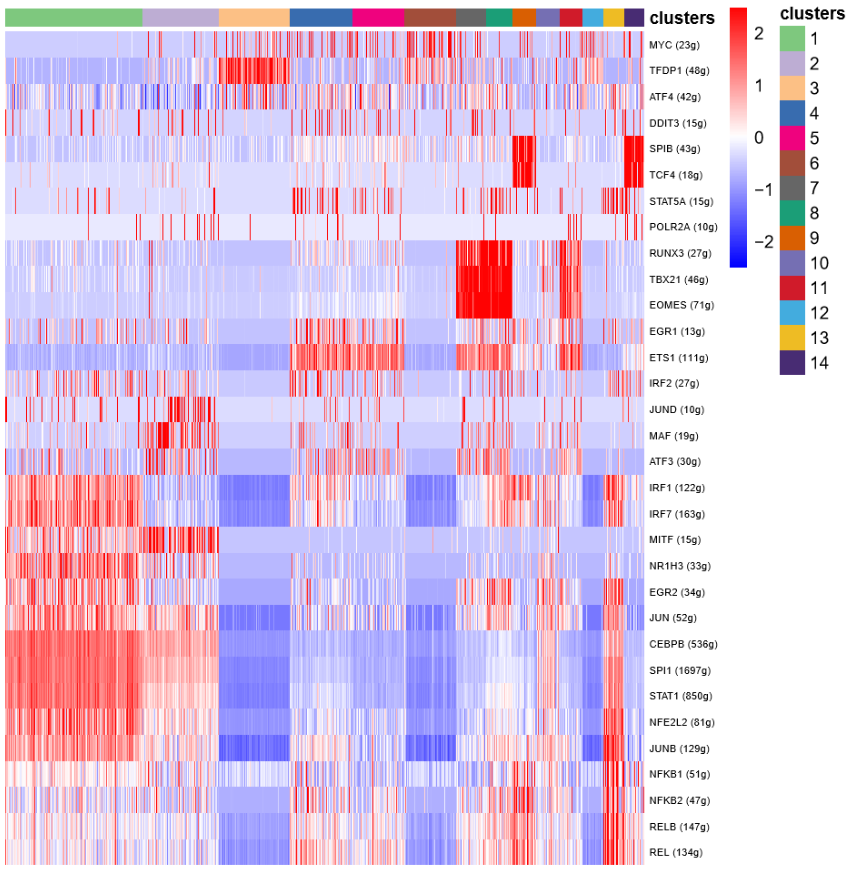 clusters
MYC (23g)
TFDP1 (48g)
ATF4 (42g)
DDIT3 (15g)
SPIB (43g)
TCF4 (18g)
STAT5A (15g)
POLR2A (10g)
RUNX3 (27g)
TBX21 (46g)
EOMES (71g)
EGR1 (13g)
ETS1 (111g)
IRF2 (27g)
JUND (10g)
MAF (19g)
ATF3 (30g)
IRF1 (122g)
IRF7 (163g)
MITF (15g)
NR1H3 (33g)
EGR2 (34g)
JUN (52g)
CEBPB (536g)
SPI1 (1697g)
STAT1 (850g)
NFE2L2 (81g)
JUNB (129g)
NFKB1 (51g)
NFKB2 (47g)
RELB (147g)
REL (134g)
2
1
0
−1
−2
clusters
1
2
3
4
5
6
7
8
9
10
11
12
13
14